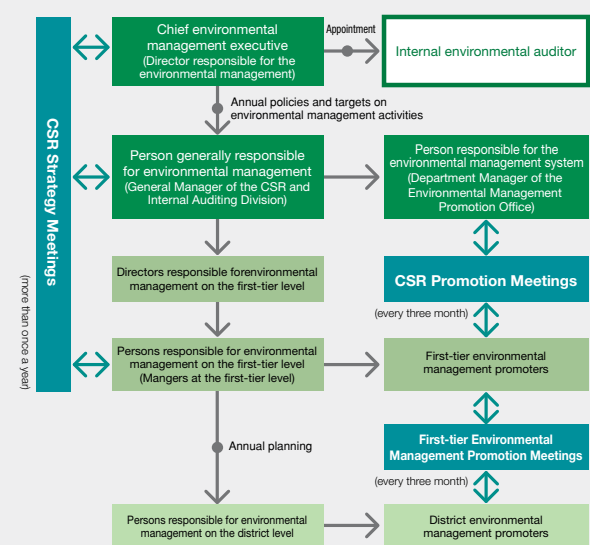 CSR Strategy Meetings
(more than once a year)
Chief environmental
management executive
(Director responsible for the
environmental management)
Appointment
Internal environmental auditor
Annual policies and targets on
environmental management activities
Person generally responsible
for environmental management
(General Manager of the CSR and
Internal Auditing Division)
Person responsible for the
environmental management system
(Department Manager of the
Environmental Management
Promotion Office)
Directors responsible forenvironmental
management on the first-tier level
CSR Promotion Meetings
(every three month)
Persons responsible for environmental
management on the first-tier level
(Mangers at the first-tier level)
First-tier environmental
management promoters
Annual planning
First-tier Environmental
Management Promotion Meetings
(every three month)
Persons responsible for environmental
management on the district level
District environmental
management promoters